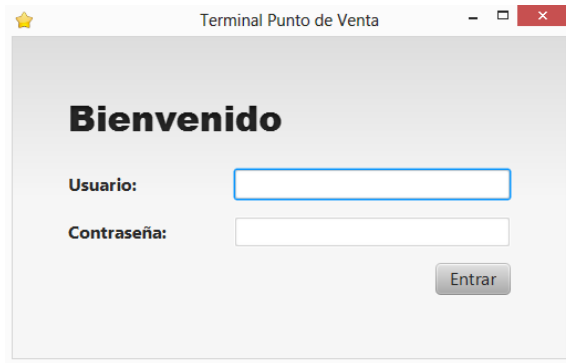 Terminal Punto de Venta
Bienvenido
Usuario:
Contraseña:
Entrar